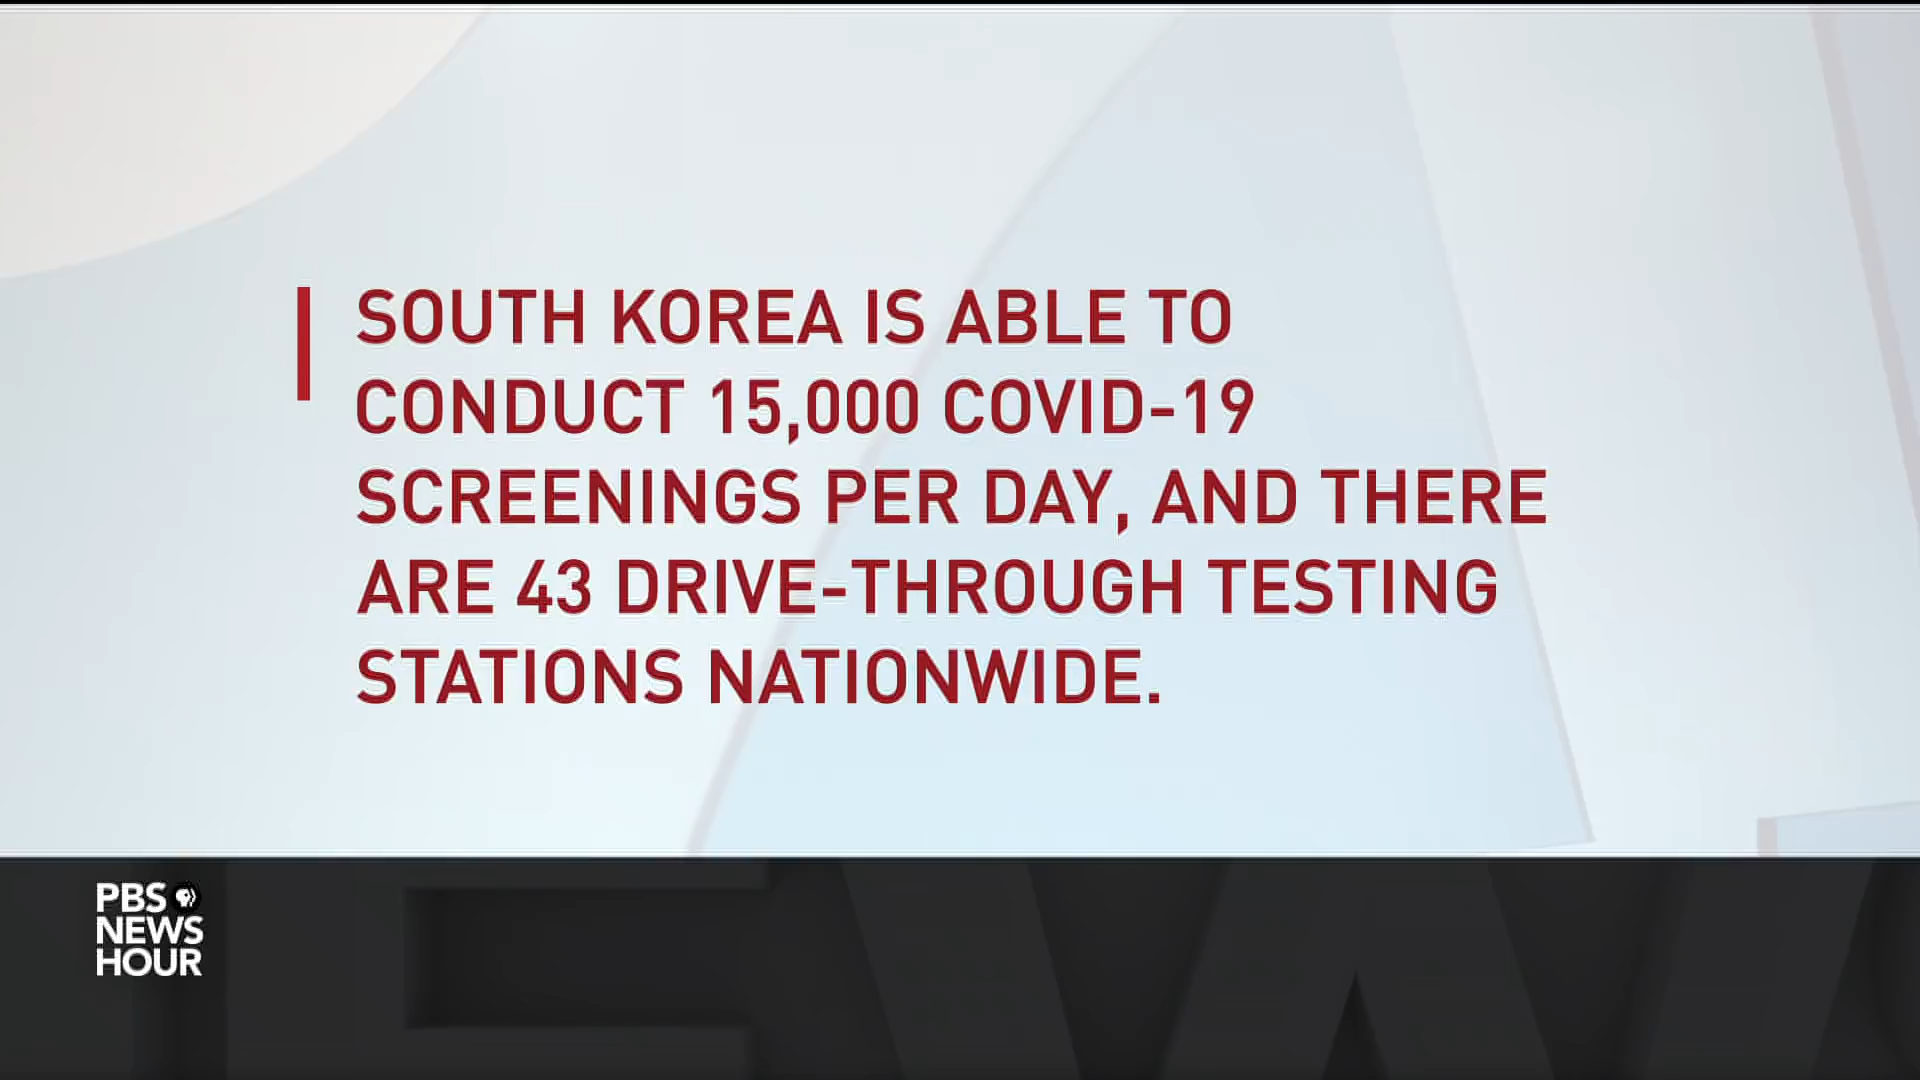 SOUTH KOREA IS ABLE TO
CONDUCT 15,000 COVID-19
SCREENINGS PER DAY, AND THERE
ARE 43 DRIVE-THROUGH TESTING
STATIONS NATIONWIDE.
PBS
NEWS
HOUR